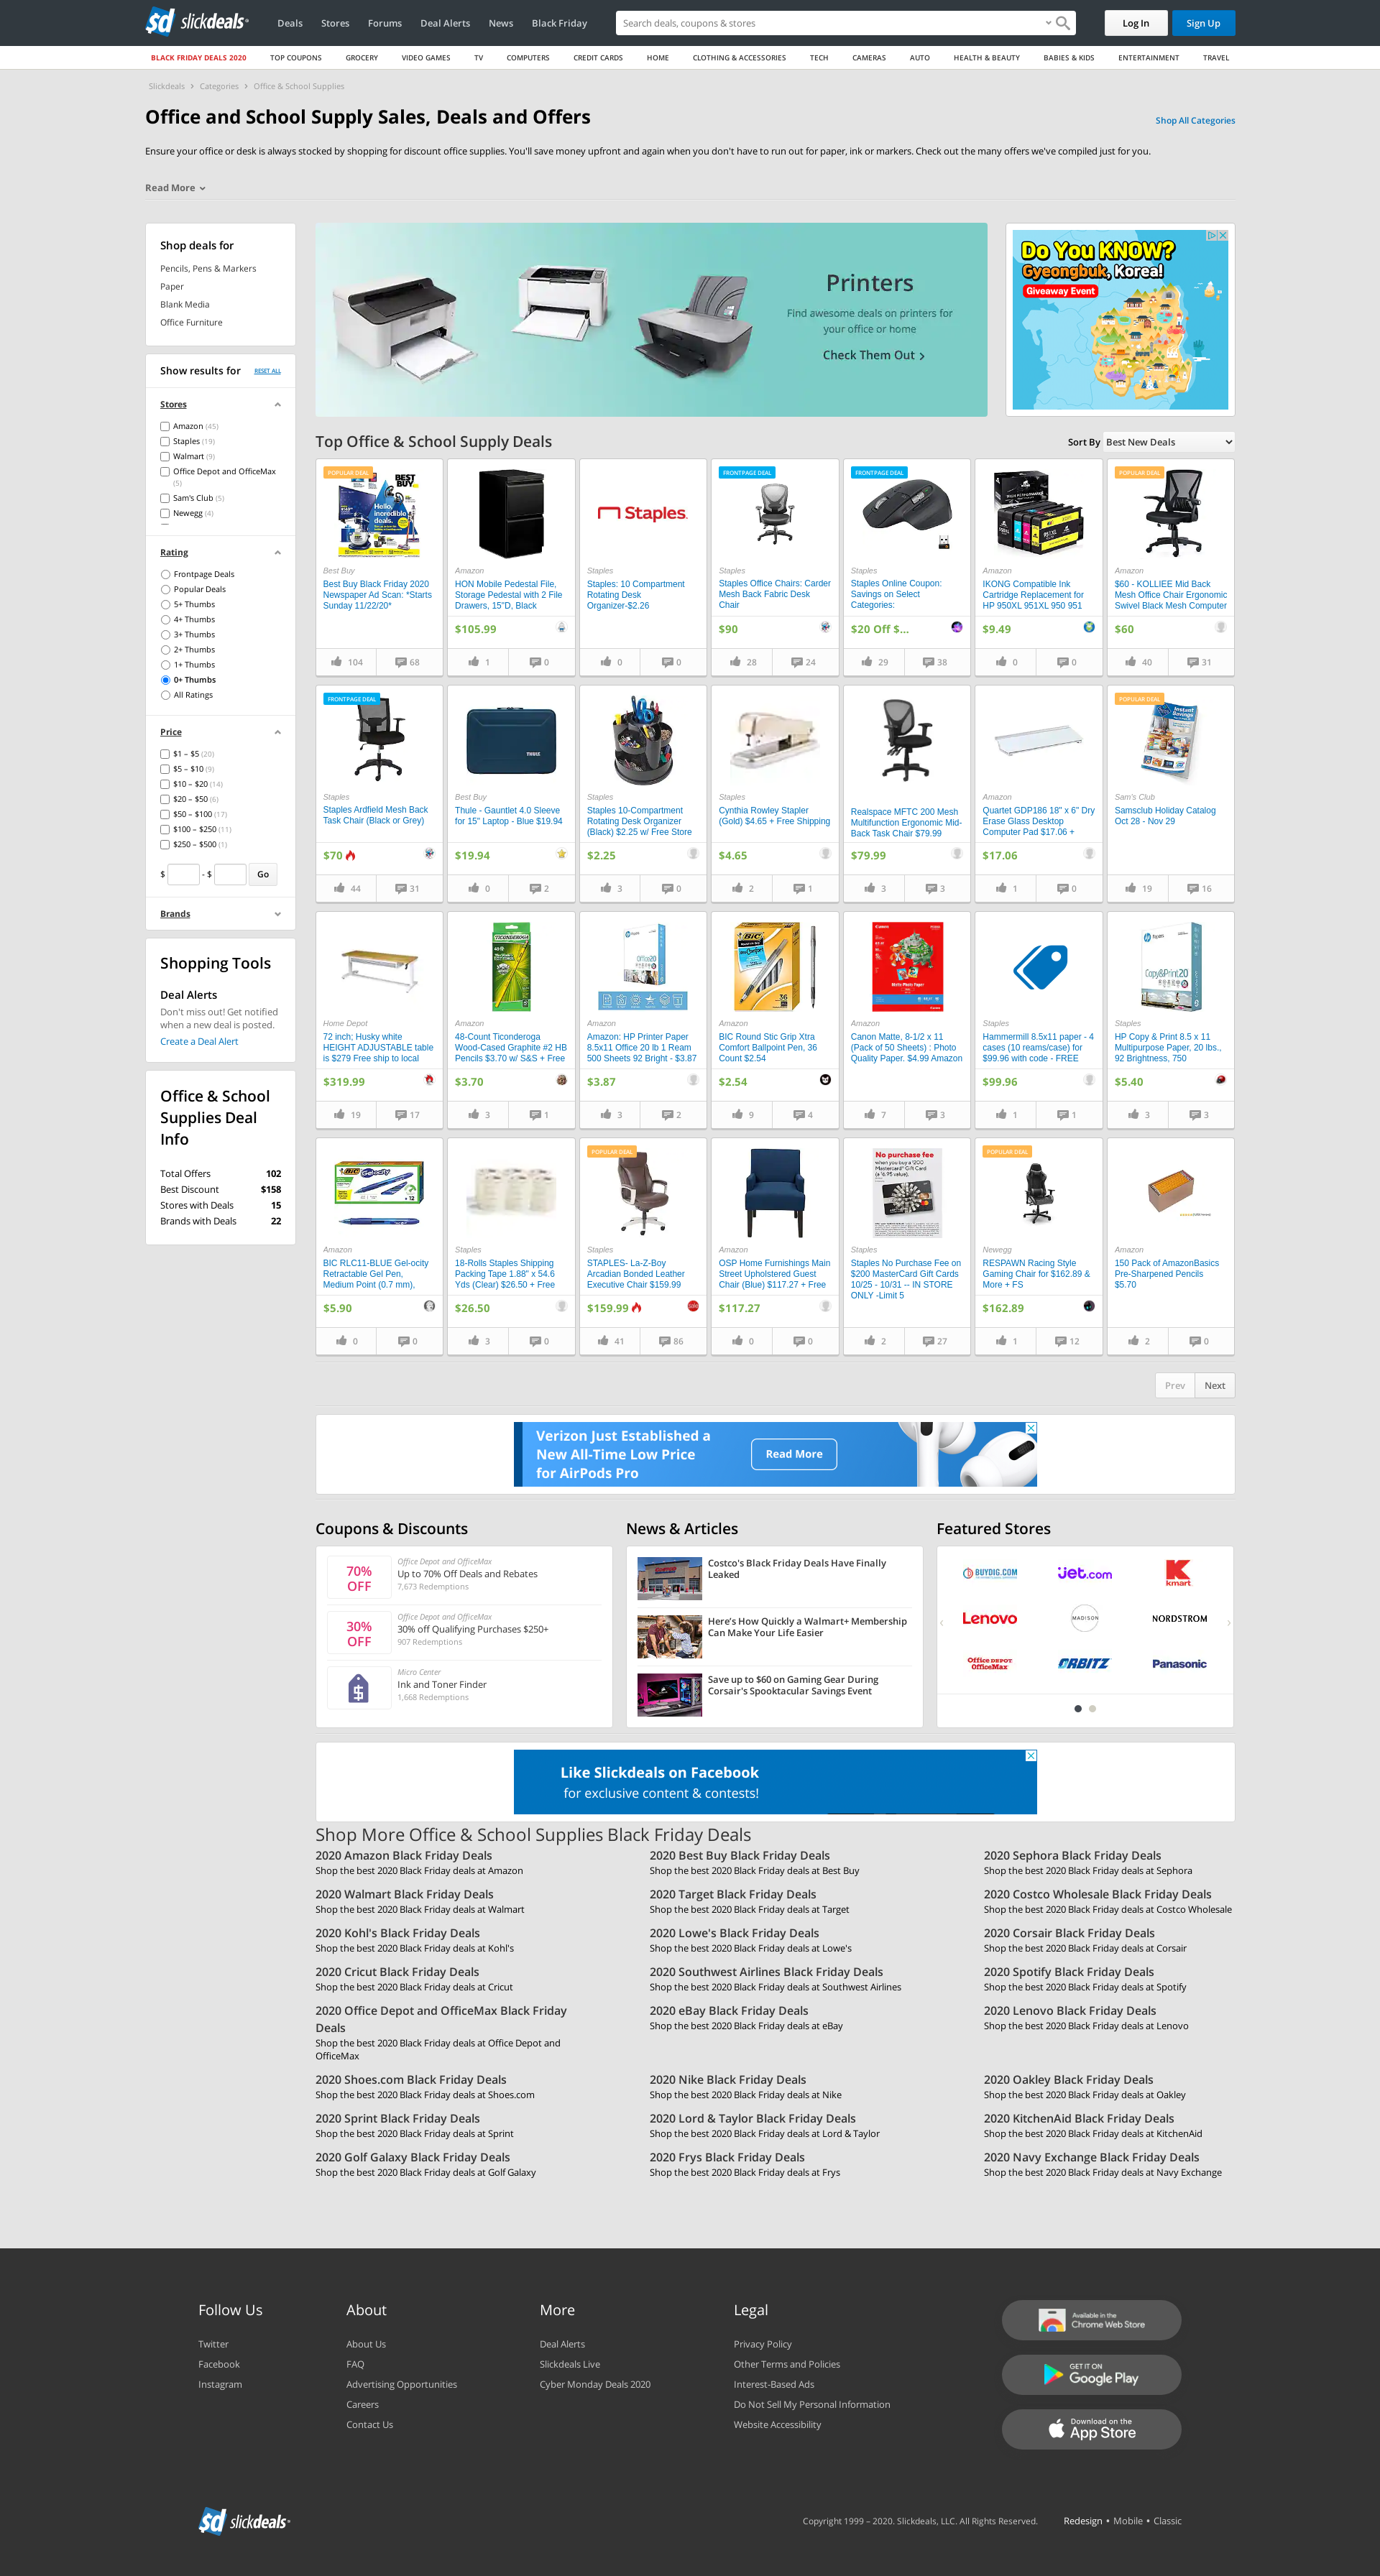 sd slickdeals
Deals Stores Forums Deal Alerts News Black Friday
Search deals, coupons & stores
Log In Sign Up
BLACK FRIDAY DEALS 2020 TOP COUPONS GROCERY VIDEO GAMES TV COMPUTERS CREDIT CARDS HOME CLOTHING & ACCESSORIES TECH CAMERAS AUTO HEALTH & BEAUTY BABIES & KIDS ENTERTAINMENT TRAVEL
Slickdeals › Categories › Office & School Supplies
Office and School Supply Sales, Deals and Offers
Shop All Categories
Ensure your office or desk is always stocked by shopping for discount office supplies. You'll save money upfront and again when you don't have to run out for paper, ink or markers. Check out the many offers we've compiled just for you.
Read More
Shop deals for
Pencils, Pens & Markers
Paper
Blank Media
Office Furniture
Show results for RESET ALL
Stores
Amazon (45)
Staples (19)
Walmart (9)
Office Depot and OfficeMax
(5)
Sam's Club (5)
Newegg (4)
Rating
Frontpage Deals
Popular Deals
5+ Thumbs
4+ Thumbs
3+ Thumbs
2+ Thumbs
1+ Thumbs
0+ Thumbs
All Ratings
Price
$1 – $5 (20)
$5 – $10 (9)
$10 – $20 (14)
$20 – $50 (6)
$50 – $100 (17)
$100 – $250 (11)
$250 – $500 (1)
$ - $ Go
Brands
Shopping Tools
Deal Alerts
Don't miss out! Get notified
when a new deal is posted.
Create a Deal Alert
Office & School
Supplies Deal
Info
Total Offers 102
Best Discount $158
Stores with Deals 15
Brands with Deals 22
Printers
Find awesome deals on printers for
your office or home
Check Them Out
Do You KNOW?
Gyeongbuk, Korea!
Giveaway Event
Top Office & School Supply Deals
Sort By Best New Deals
POPULAR DEAL
BEST BUY
Hello, incredible deals.
Best Buy
Best Buy Black Friday 2020
Newspaper Ad Scan: *Starts
Sunday 11/22/20*
104 68
Amazon
HON Mobile Pedestal File,
Storage Pedestal with 2 File
Drawers, 15"D, Black
$105.99
1 0
Staples.
Staples
Staples: 10 Compartment
Rotating Desk
Organizer-$2.26
0 0
FRONTPAGE DEAL
Staples
Staples Office Chairs: Carder
Mesh Back Fabric Desk
Chair
$90
28 24
FRONTPAGE DEAL
Staples
Staples Online Coupon:
Savings on Select
Categories:
$20 Off $...
29 38
Amazon
IKONG Compatible Ink
Cartridge Replacement for
HP 950XL 951XL 950 951
$9.49
0 0
POPULAR DEAL
Amazon
$60 - KOLLIEE Mid Back
Mesh Office Chair Ergonomic
Swivel Black Mesh Computer
$60
40 31
FRONTPAGE DEAL
Staples
Staples Ardfield Mesh Back
Task Chair (Black or Grey)
$70
44 31
THULE
Best Buy
Thule - Gauntlet 4.0 Sleeve
for 15" Laptop - Blue $19.94
$19.94
0 2
Staples
Staples 10-Compartment
Rotating Desk Organizer
(Black) $2.25 w/ Free Store
$2.25
3 0
Staples
Cynthia Rowley Stapler
(Gold) $4.65 + Free Shipping
$4.65
2 1
Realspace MFTC 200 Mesh
Multifunction Ergonomic Mid-
Back Task Chair $79.99
$79.99
3 3
Amazon
Quartet GDP186 18" x 6" Dry
Erase Glass Desktop
Computer Pad $17.06 +
$17.06
1 0
POPULAR DEAL
Instant Savings
Sam's Club
Samsclub Holiday Catalog
Oct 28 - Nov 29
19 16
Home Depot
72 inch; Husky white
HEIGHT ADJUSTABLE table
is $279 Free ship to local
$319.99
19 17
TICONDEROGA
Amazon
48-Count Ticonderoga
Wood-Cased Graphite #2 HB
Pencils $3.70 w/ S&S + Free
$3.70
3 1
Office20
Amazon
Amazon: HP Printer Paper
8.5x11 Office 20 lb 1 Ream
500 Sheets 92 Bright - $3.87
$3.87
3 2
BIC
36
Amazon
BIC Round Stic Grip Xtra
Comfort Ballpoint Pen, 36
Count $2.54
$2.54
9 4
Canon
Amazon
Canon Matte, 8-1/2 x 11
(Pack of 50 Sheets) : Photo
Quality Paper. $4.99 Amazon
7 3
Staples
Hammermill 8.5x11 paper - 4
cases (10 reams/case) for
$99.96 with code - FREE
$99.96
1 1
Copy&Print20
Staples
HP Copy & Print 8.5 x 11
Multipurpose Paper, 20 lbs.,
92 Brightness, 750
$5.40
3 3
BIC Gelocity
12
Amazon
BIC RLC11-BLUE Gel-ocity
Retractable Gel Pen,
Medium Point (0.7 mm),
$5.90
0 0
Staples
18-Rolls Staples Shipping
Packing Tape 1.88" x 54.6
Yds (Clear) $26.50 + Free
$26.50
3 0
POPULAR DEAL
Staples
STAPLES- La-Z-Boy
Arcadian Bonded Leather
Executive Chair $159.99
$159.99
41 86
Amazon
OSP Home Furnishings Main
Street Upholstered Guest
Chair (Blue) $117.27 + Free
$117.27
0 0
No purchase fee
when you buy a $200
Mastercard Gift Card
(a $6.95 value).
Staples
Staples No Purchase Fee on
$200 MasterCard Gift Cards
10/25 - 10/31 -- IN STORE
ONLY -Limit 5
2 27
POPULAR DEAL
Newegg
RESPAWN Racing Style
Gaming Chair for $162.89 &
More + FS
$162.89
1 12
Amazon
150 Pack of AmazonBasics
Pre-Sharpened Pencils
$5.70
2 0
Prev Next
Verizon Just Established a
New All-Time Low Price
for AirPods Pro
Read More
Coupons & Discounts
70%
OFF
Office Depot and OfficeMax
Up to 70% Off Deals and Rebates
7,673 Redemptions
30%
OFF
Office Depot and OfficeMax
30% off Qualifying Purchases $250+
907 Redemptions
Micro Center
Ink and Toner Finder
1,668 Redemptions
News & Articles
Costco's Black Friday Deals Have Finally
Leaked
Here's How Quickly a Walmart+ Membership
Can Make Your Life Easier
Save up to $60 on Gaming Gear During
Corsair's Spooktacular Savings Event
Featured Stores
BUYDIG.COM jet.com Kmart
Lenovo MADISON NORDSTROM
Office DEPOT OfficeMax ORBITZ Panasonic
Like Slickdeals on Facebook
for exclusive content & contests!
Shop More Office & School Supplies Black Friday Deals
2020 Amazon Black Friday Deals
Shop the best 2020 Black Friday deals at Amazon
2020 Best Buy Black Friday Deals
Shop the best 2020 Black Friday deals at Best Buy
2020 Sephora Black Friday Deals
Shop the best 2020 Black Friday deals at Sephora
2020 Walmart Black Friday Deals
Shop the best 2020 Black Friday deals at Walmart
2020 Target Black Friday Deals
Shop the best 2020 Black Friday deals at Target
2020 Costco Wholesale Black Friday Deals
Shop the best 2020 Black Friday deals at Costco Wholesale
2020 Kohl's Black Friday Deals
Shop the best 2020 Black Friday deals at Kohl's
2020 Lowe's Black Friday Deals
Shop the best 2020 Black Friday deals at Lowe's
2020 Corsair Black Friday Deals
Shop the best 2020 Black Friday deals at Corsair
2020 Cricut Black Friday Deals
Shop the best 2020 Black Friday deals at Cricut
2020 Southwest Airlines Black Friday Deals
Shop the best 2020 Black Friday deals at Southwest Airlines
2020 Spotify Black Friday Deals
Shop the best 2020 Black Friday deals at Spotify
2020 Office Depot and OfficeMax Black Friday
Deals
Shop the best 2020 Black Friday deals at Office Depot and
OfficeMax
2020 eBay Black Friday Deals
Shop the best 2020 Black Friday deals at eBay
2020 Lenovo Black Friday Deals
Shop the best 2020 Black Friday deals at Lenovo
2020 Shoes.com Black Friday Deals
Shop the best 2020 Black Friday deals at Shoes.com
2020 Nike Black Friday Deals
Shop the best 2020 Black Friday deals at Nike
2020 Oakley Black Friday Deals
Shop the best 2020 Black Friday deals at Oakley
2020 Sprint Black Friday Deals
Shop the best 2020 Black Friday deals at Sprint
2020 Lord & Taylor Black Friday Deals
Shop the best 2020 Black Friday deals at Lord & Taylor
2020 KitchenAid Black Friday Deals
Shop the best 2020 Black Friday deals at KitchenAid
2020 Golf Galaxy Black Friday Deals
Shop the best 2020 Black Friday deals at Golf Galaxy
2020 Frys Black Friday Deals
Shop the best 2020 Black Friday deals at Frys
2020 Navy Exchange Black Friday Deals
Shop the best 2020 Black Friday deals at Navy Exchange
Follow Us
Twitter
Facebook
Instagram
About
About Us
FAQ
Advertising Opportunities
Careers
Contact Us
More
Deal Alerts
Slickdeals Live
Cyber Monday Deals 2020
Legal
Privacy Policy
Other Terms and Policies
Interest-Based Ads
Do Not Sell My Personal Information
Website Accessibility
Available in the
Chrome Web Store
GET IT ON
Google Play
Download on the
App Store
sd slickdeals
Copyright 1999 – 2020. Slickdeals, LLC. All Rights Reserved. Redesign • Mobile • Classic